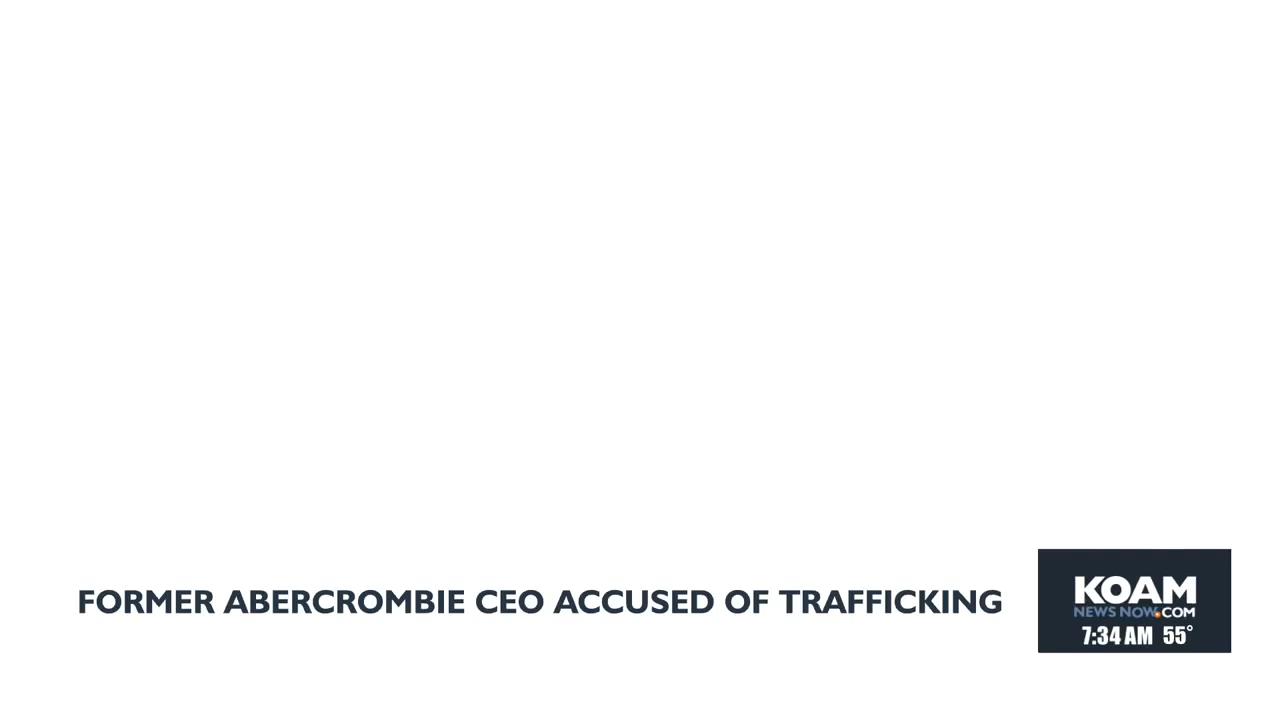 FORMER ABERCROMBIE CEO ACCUSED OF TRAFFICKING
KOAM
NEWS NOW.COM
7:34 AM 55°